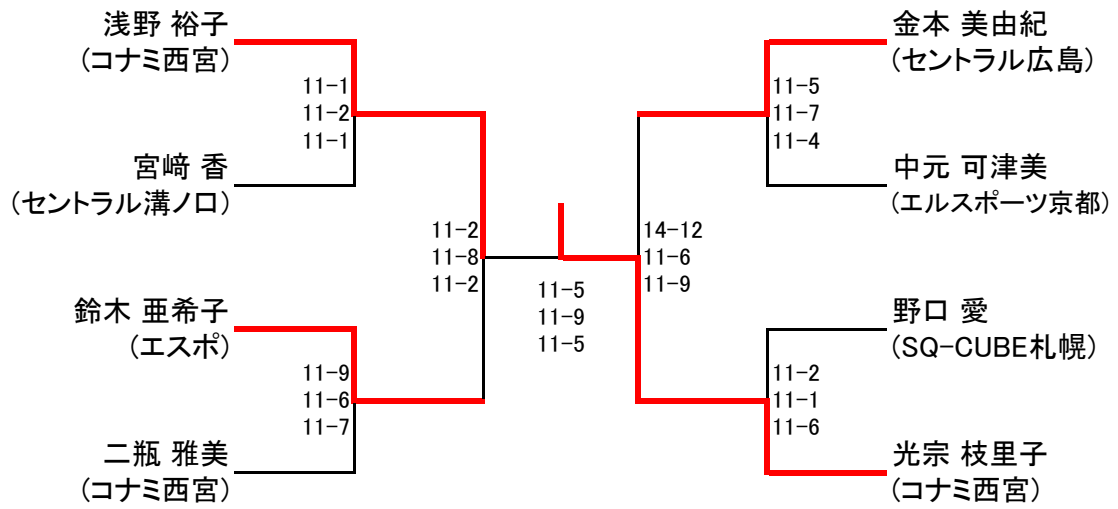 浅野 裕子
(コナミ西宮)
11-1
11-2
11-1
宮﨑 香
(セントラル溝ノ口)
11-2
11-8
11-2
鈴木 亜希子
(エスポ)
11-9
11-6
11-7
二瓶 雅美
(コナミ西宮)
11-5
11-9
11-5
金本 美由紀
(セントラル広島)
11-5
11-7
11-4
中元 可津美
(エルスポーツ京都)
14-12
11-6
11-9
野口 愛
(SQ-CUBE札幌)
11-2
11-1
11-6
光宗 枝里子
(コナミ西宮)